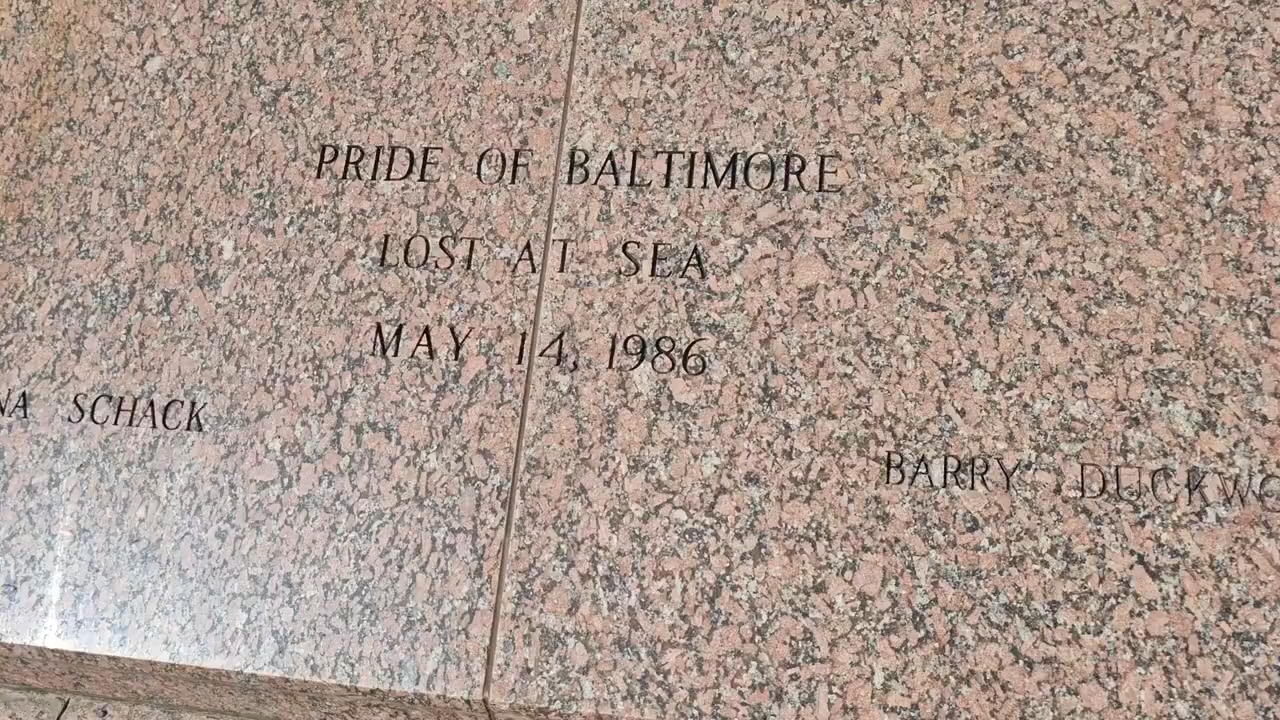 PRIDE OF BALTIMORE
LOST AT SEA
MAY 14, 1986
SCHACK
BARRY